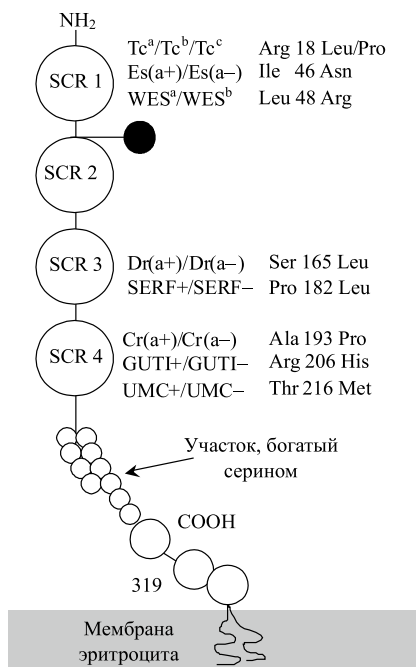 NH2
SCR 1
Tcª/Tcᵇ/Tcᶜ Arg 18 Leu/Pro
Es(a+)/Es(a–) Ile 46 Asn
WESª/WESᵇ Leu 48 Arg
SCR 2
SCR 3
Dr(a+)/Dr(a–) Ser 165 Leu
SERF+/SERF– Pro 182 Leu
SCR 4
Cr(a+)/Cr(a–) Ala 193 Pro
GUTI+/GUTI– Arg 206 His
UMC+/UMC– Thr 216 Met
Участок, богатый
серином
COOH
319
Мембрана
эритроцита